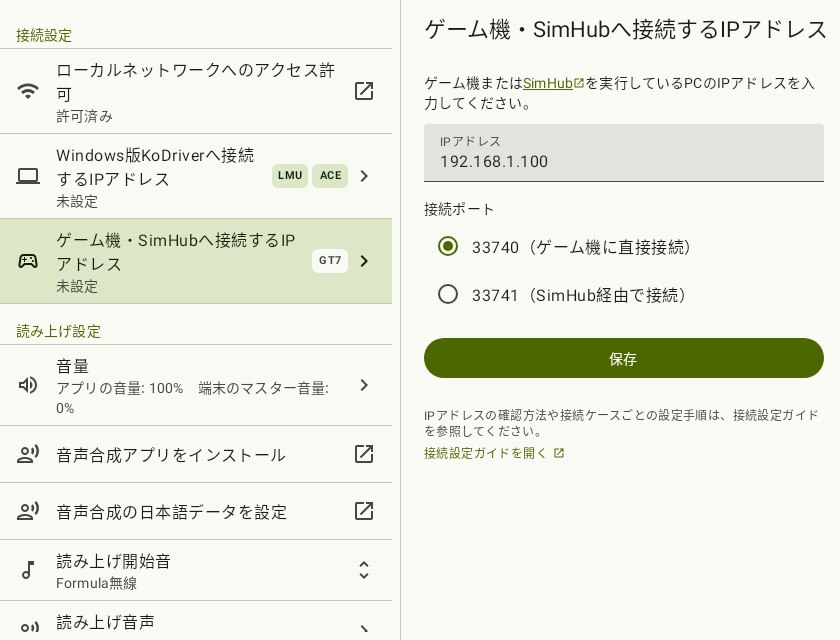 接続設定
ローカルネットワークへのアクセス許
可
許可済み
Windows版KoDriverへ接続
するIPアドレス
LMU ACE
未設定
ゲーム機・SimHubへ接続するIP
アドレス
GT7
未設定
読み上げ設定
音量
アプリの音量: 100%　端末のマスター音量:
0%
音声合成アプリをインストール
音声合成の日本語データを設定
読み上げ開始音
Formula無線
読み上げ音声
ゲーム機・SimHubへ接続するIPアドレス
ゲーム機またはSimHubを実行しているPCのIPアドレスを入
力してください。
IPアドレス
192.168.1.100
接続ポート
33740（ゲーム機に直接接続）
33741（SimHub経由で接続）
保存
IPアドレスの確認方法や接続ケースごとの設定手順は、接続設定ガイド
を参照してください。
接続設定ガイドを開く